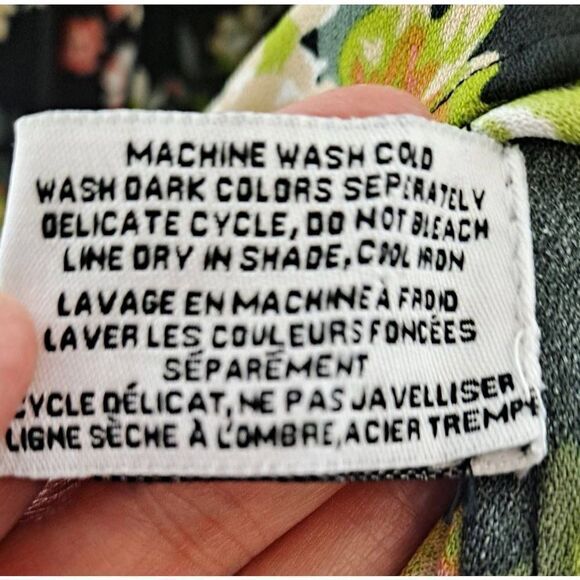 MACHINE WASH COLD
WASH DARK COLORS SEPERATELY
DELICATE CYCLE, DO NOT BLEACH
LINE DRY IN SHADE, COOL IRON
LAVAGE EN MACHINE À FROID
LAVER LES COULEURS FONCÉES
SÉPARÉMENT
CYCLE DÉLICAT, NE PAS JAVELLISER
LIGNE SÈCHE À L'OMBRE, ACIER TREMPE